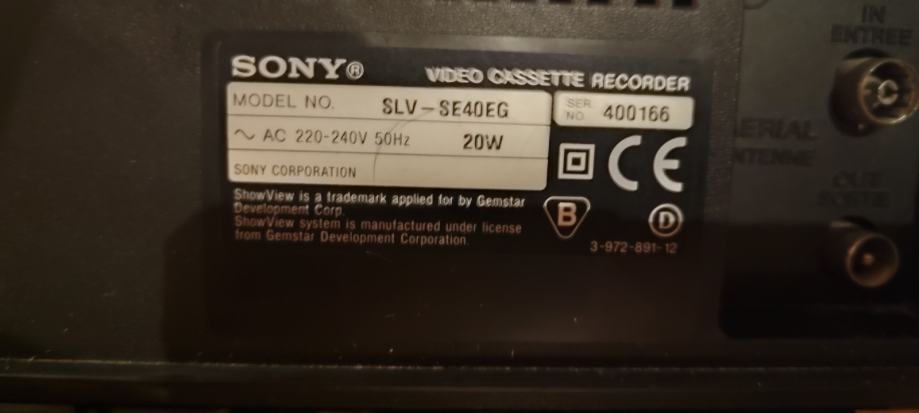 SONY®
VIDEO CASSETTE RECORDER
MODEL NO. SLV-SE40EG
SER. NO. 400166
~ AC 220-240V 50Hz 20W
SONY CORPORATION
CE
ShowView is a trademark applied for by Gemstar
Development Corp.
ShowView system is manufactured under license
from Gemstar Development Corporation.
B
D
3-972-891-12
IN
ENTREE
AERIAL
ANTENNE
OUT
SORTIE